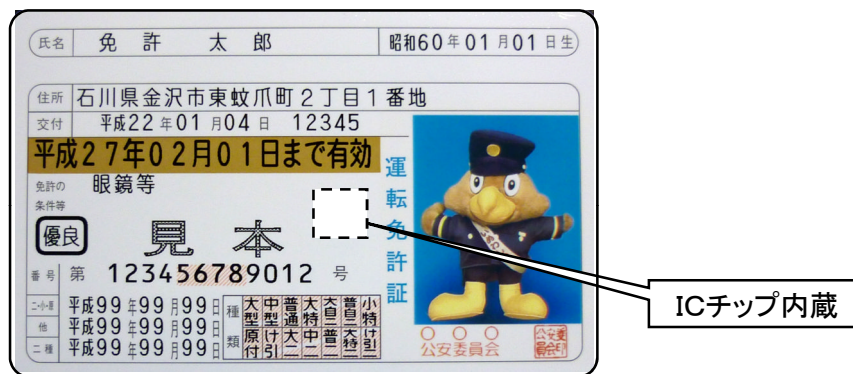 氏名 免許 太郎 昭和60年01月01日生
住所 石川県金沢市東蚊爪町2丁目1番地
交付 平成22年01月04日 12345
平成27年02月01日まで有効
免許の
条件等
眼鏡等
優良
見本
運転免許証
番号 第 123456789012 号
二・小・原 平成99年99月99日
他 平成99年99月99日
二種 平成99年99月99日
種類
大型 中型 普通 大特 大自二 普自二 小特
原付 け引 大二 中二 普二 大特二 け引二
○○○
公安委員会
ICチップ内蔵